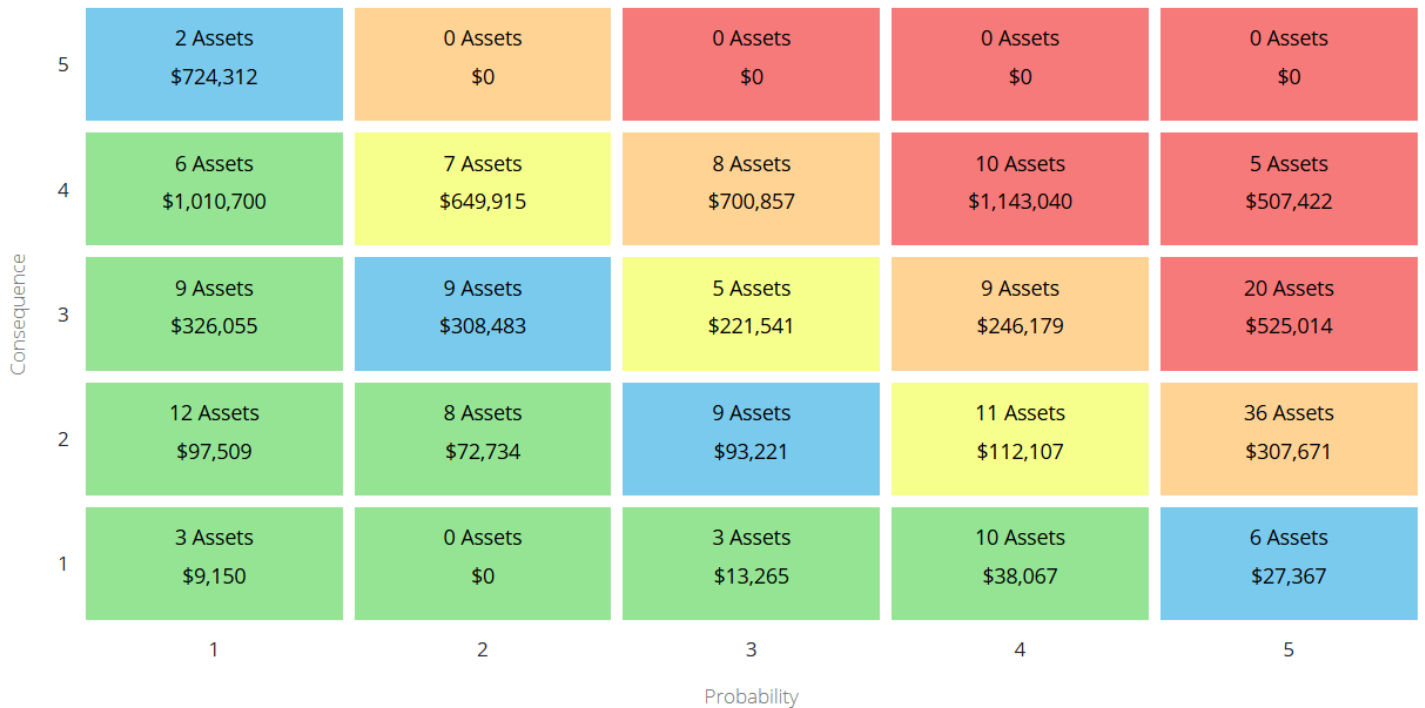 5
2 Assets
$724,312
0 Assets
$0
0 Assets
$0
0 Assets
$0
0 Assets
$0
4
6 Assets
$1,010,700
7 Assets
$649,915
8 Assets
$700,857
10 Assets
$1,143,040
5 Assets
$507,422
Consequence
3
9 Assets
$326,055
9 Assets
$308,483
5 Assets
$221,541
9 Assets
$246,179
20 Assets
$525,014
2
12 Assets
$97,509
8 Assets
$72,734
9 Assets
$93,221
11 Assets
$112,107
36 Assets
$307,671
1
3 Assets
$9,150
0 Assets
$0
3 Assets
$13,265
10 Assets
$38,067
6 Assets
$27,367
1
2
3
4
5
Probability